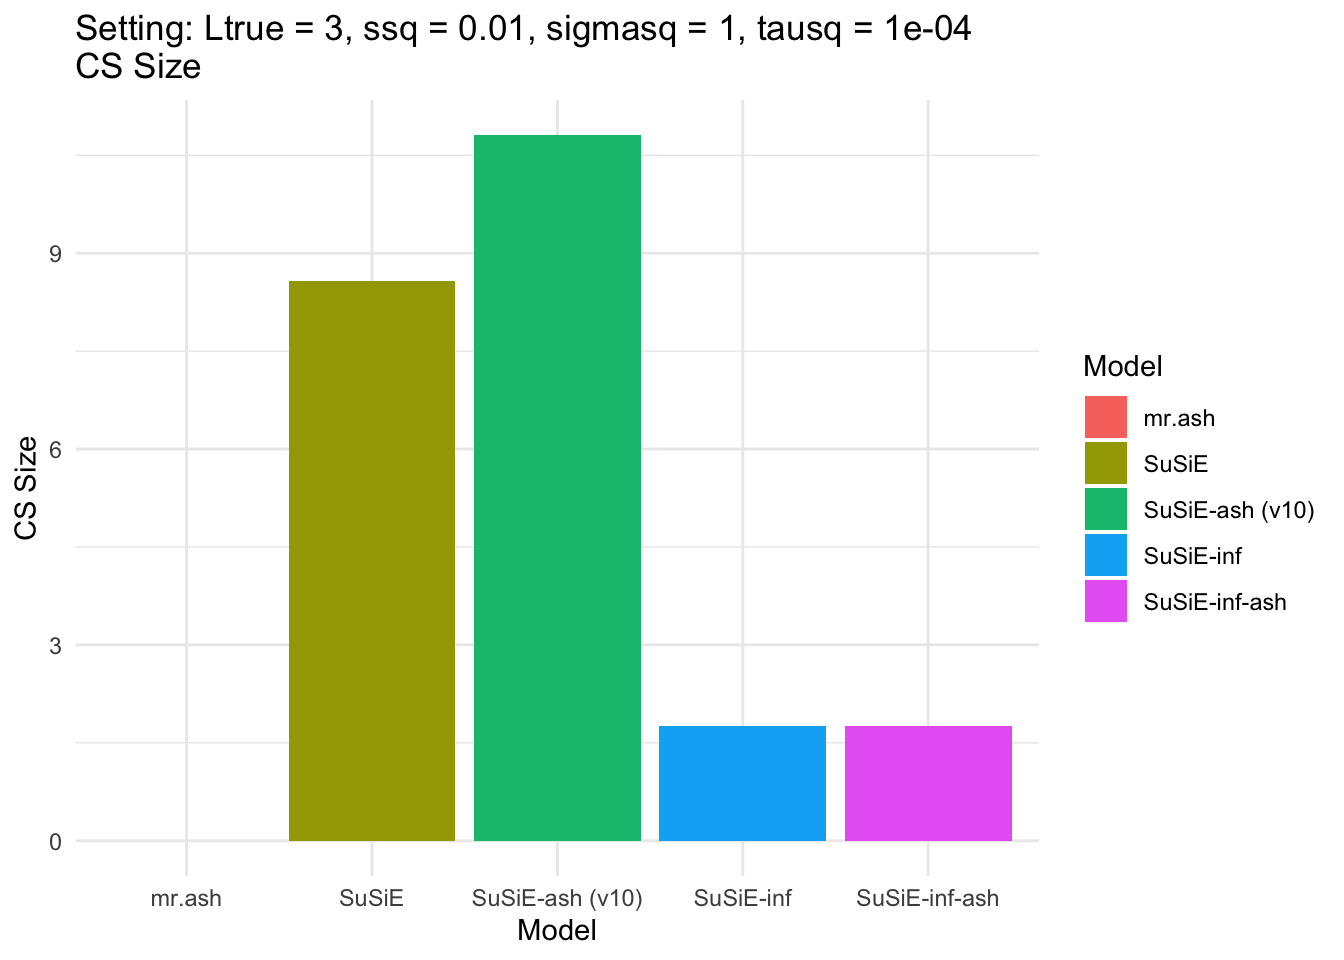 Setting: Ltrue = 3, ssq = 0.01, sigmasq = 1, tausq = 1e-04
CS Size
CS Size
9
6
3
0
mr.ash
SuSiE
SuSiE-ash (v10)
SuSiE-inf
SuSiE-inf-ash
Model
Model
mr.ash
SuSiE
SuSiE-ash (v10)
SuSiE-inf
SuSiE-inf-ash